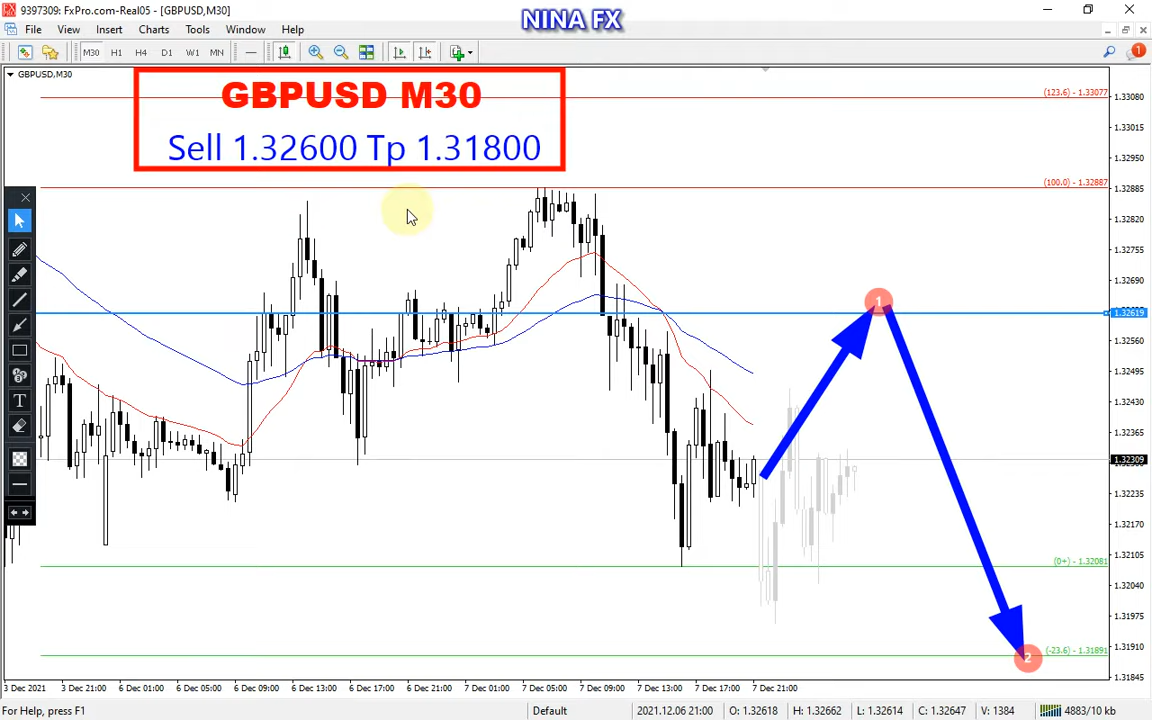 9397309: FxPro.com-Real05 - [GBPUSD,M30]
NINA FX
File View Insert Charts Tools Window Help
M30 H1 H4 D1 W1 MN
1
GBPUSD,M30
GBPUSD M30
Sell 1.32600 Tp 1.31800
(123.6) - 1.33077
1.33080
1.33015
1.32950
(100.0) - 1.32887
1.32885
1.32820
1.32755
1.32690
1
1.32619
1.32560
1.32495
1.32430
1.32365
1.32309
1.32235
1.32170
1.32105
(0+) - 1.32081
1.32040
1.31975
1.31910
(-23.6) - 1.31891
2
1.31845
T
3 Dec 2021 3 Dec 21:00 6 Dec 01:00 6 Dec 05:00 6 Dec 09:00 6 Dec 13:00 6 Dec 17:00 6 Dec 21:00 7 Dec 01:00 7 Dec 05:00 7 Dec 09:00 7 Dec 13:00 7 Dec 17:00 7 Dec 21:00
For Help, press F1 Default 2021.12.06 21:00 O: 1.32618 H: 1.32662 L: 1.32614 C: 1.32647 V: 1384 4883/10 kb